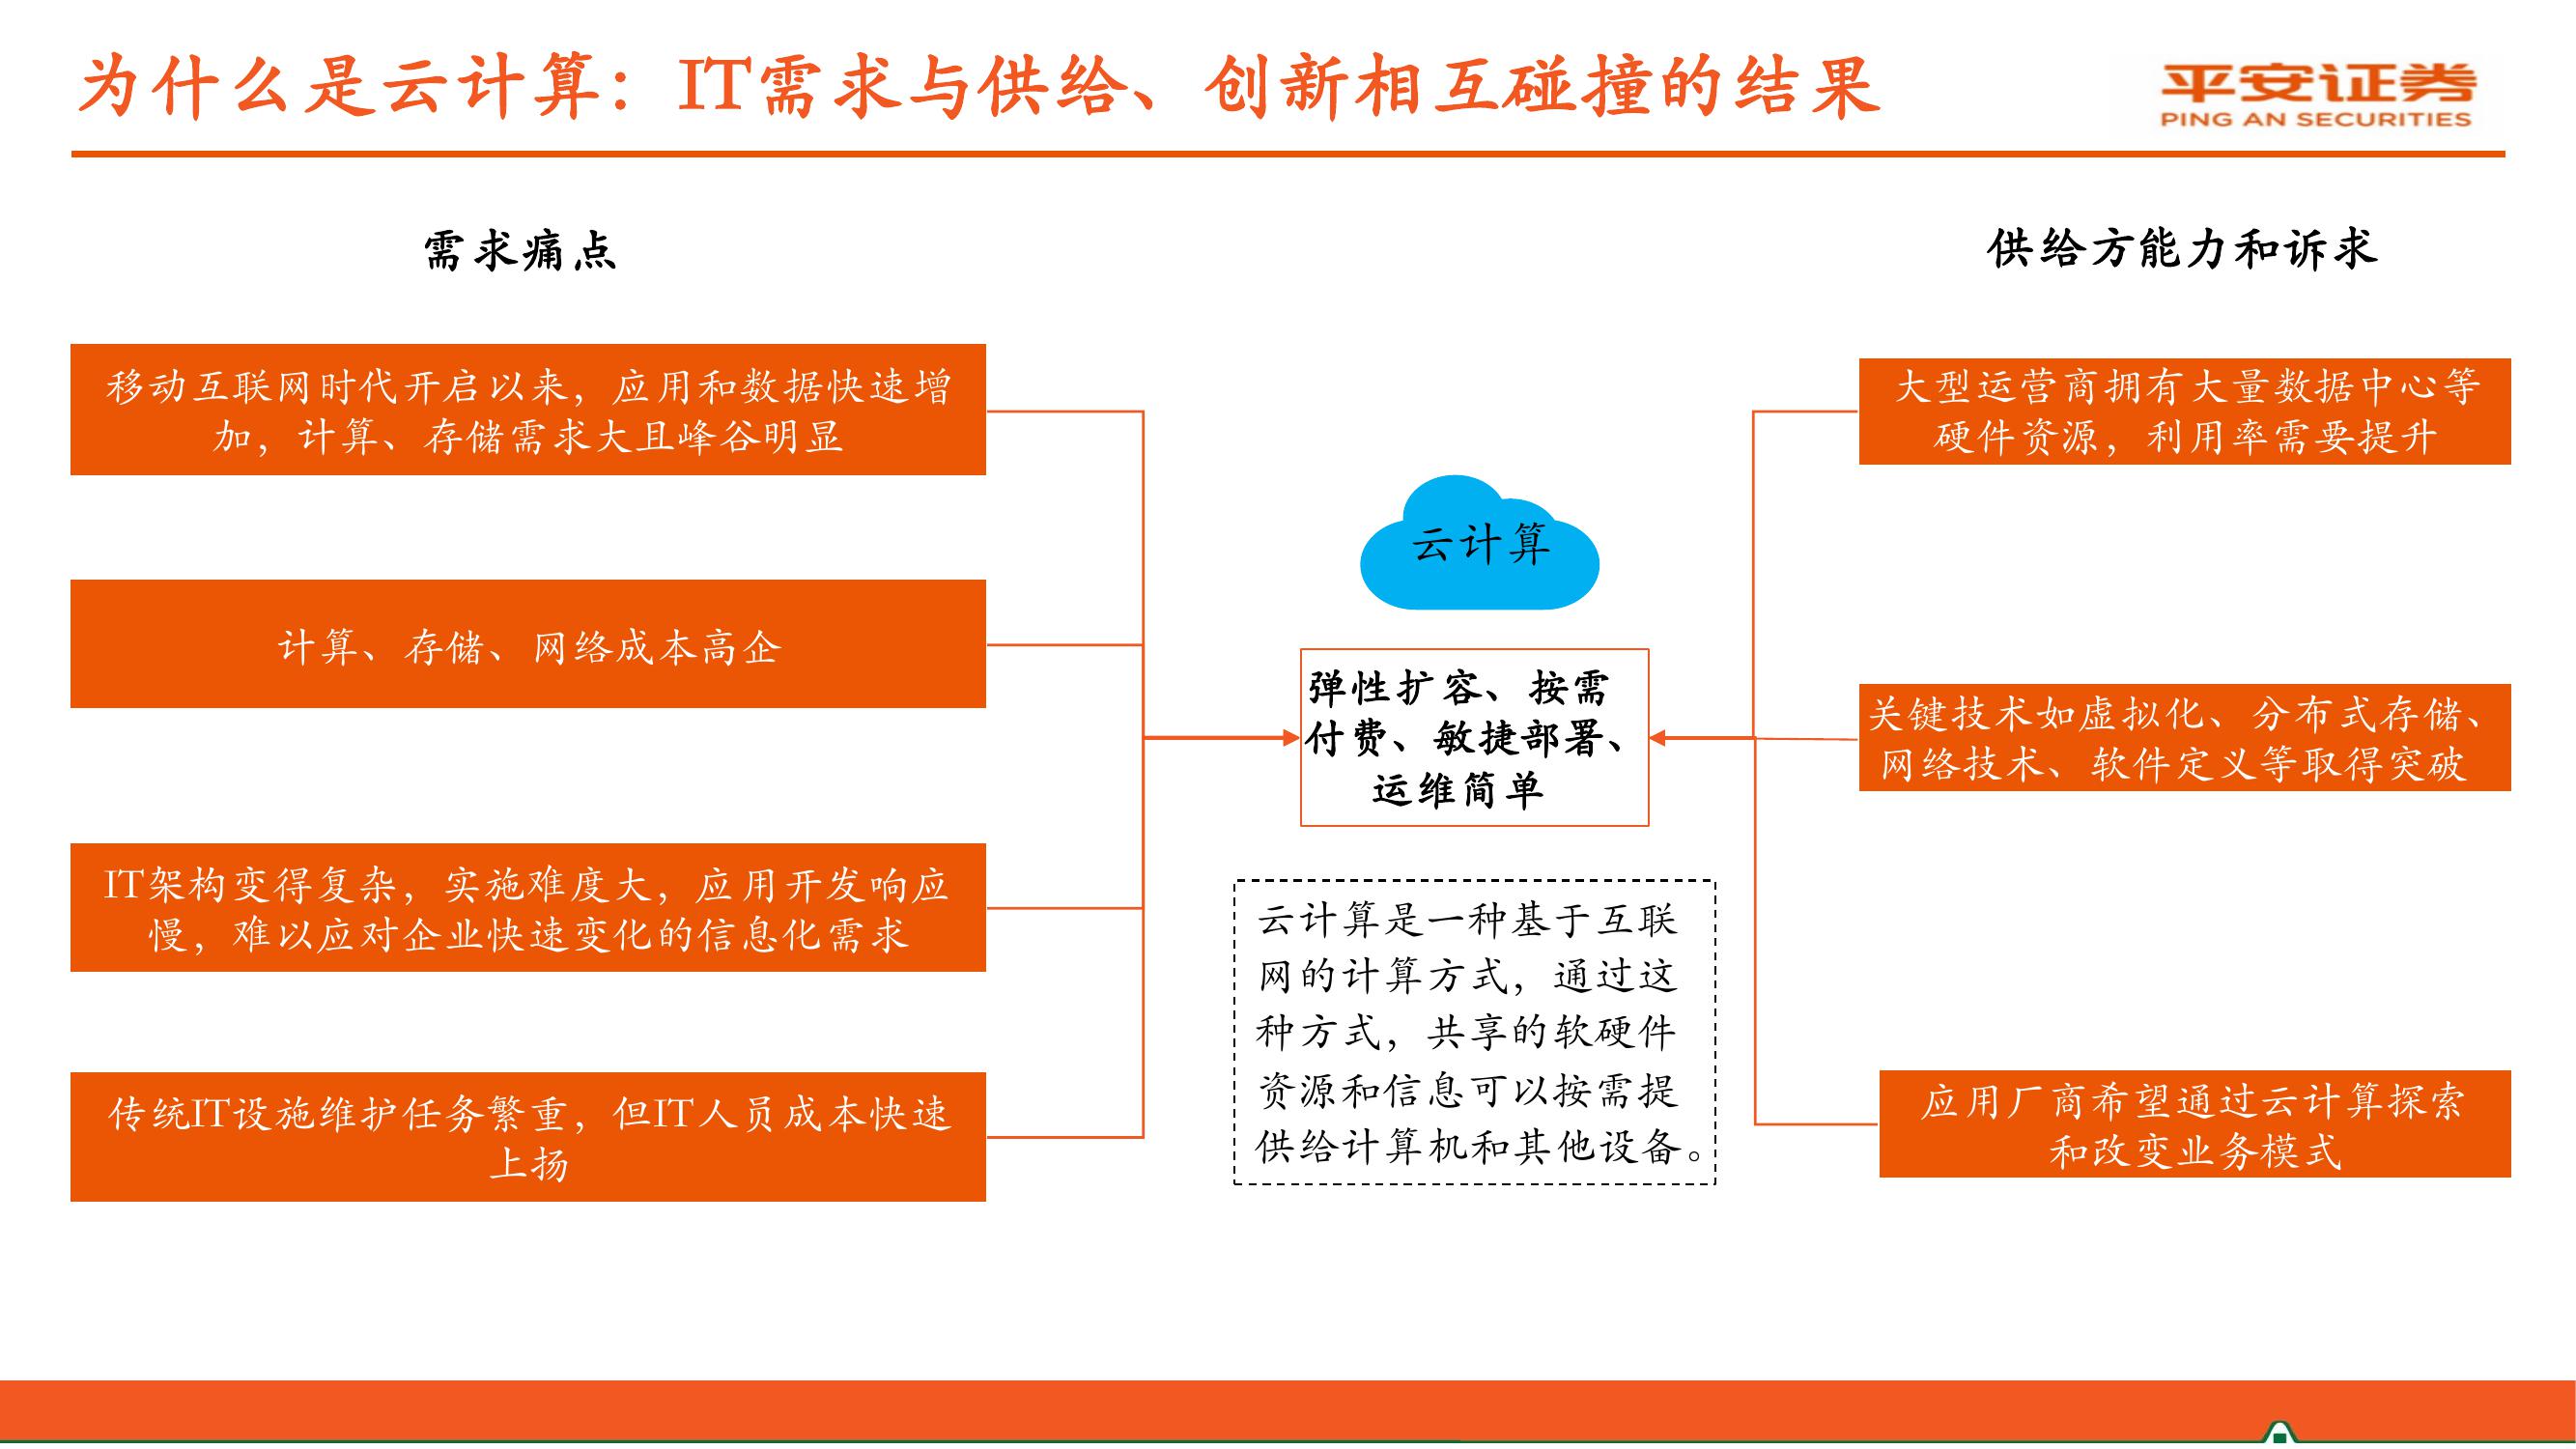 为什么是云计算：IT需求与供给、创新相互碰撞的结果
平安证券
PING AN SECURITIES
需求痛点
供给方能力和诉求
移动互联网时代开启以来，应用和数据快速增
加，计算、存储需求大且峰谷明显
计算、存储、网络成本高企
IT架构变得复杂，实施难度大，应用开发响应
慢，难以应对企业快速变化的信息化需求
传统IT设施维护任务繁重，但IT人员成本快速
上扬
云计算
弹性扩容、按需
付费、敏捷部署、
运维简单
云计算是一种基于互联
网的计算方式，通过这
种方式，共享的软硬件
资源和信息可以按需提
供给计算机和其他设备。
大型运营商拥有大量数据中心等
硬件资源，利用率需要提升
关键技术如虚拟化、分布式存储、
网络技术、软件定义等取得突破
应用厂商希望通过云计算探索
和改变业务模式